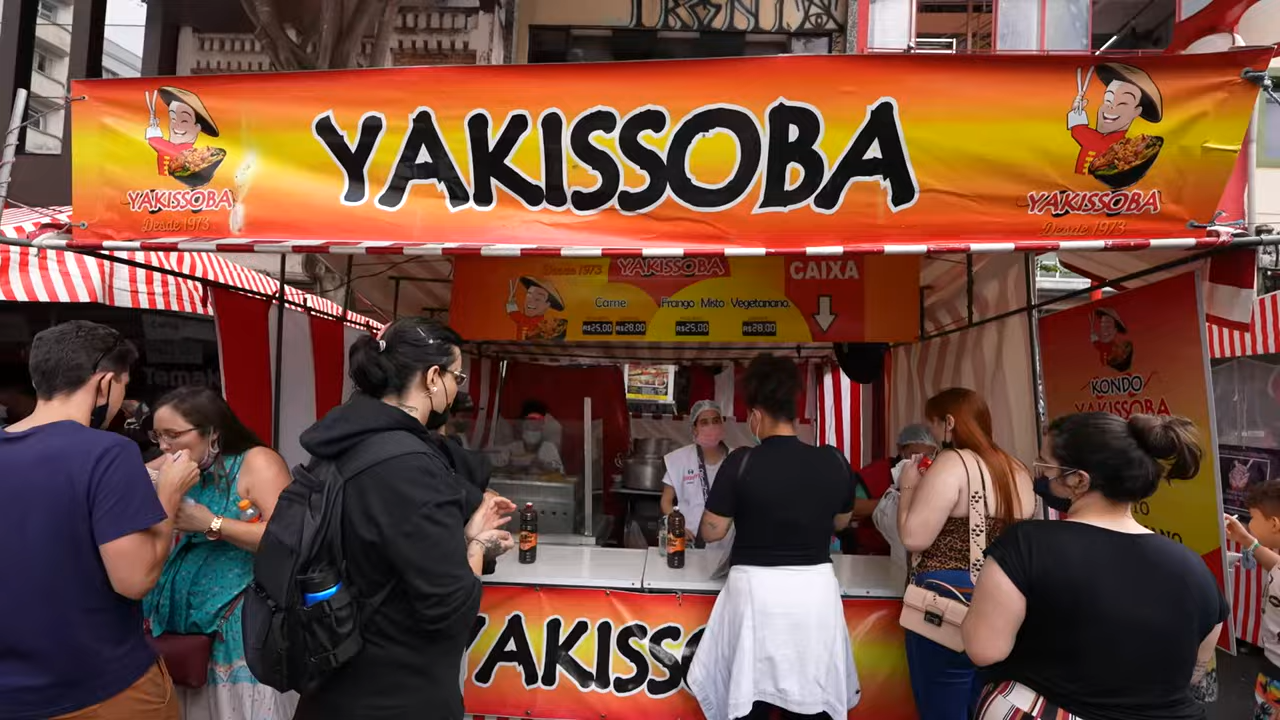 YAKISSOBA
YAKISSOBA
Desde 1973
YAKISSOBA
Desde 1973
Desde 1973
YAKISSOBA
CAIXA
Carne
Frango Misto Vegetariano
R$25,00
R$28,00
R$25,00
R$28,00
KONDO
YAKISSOBA
YAKISSO